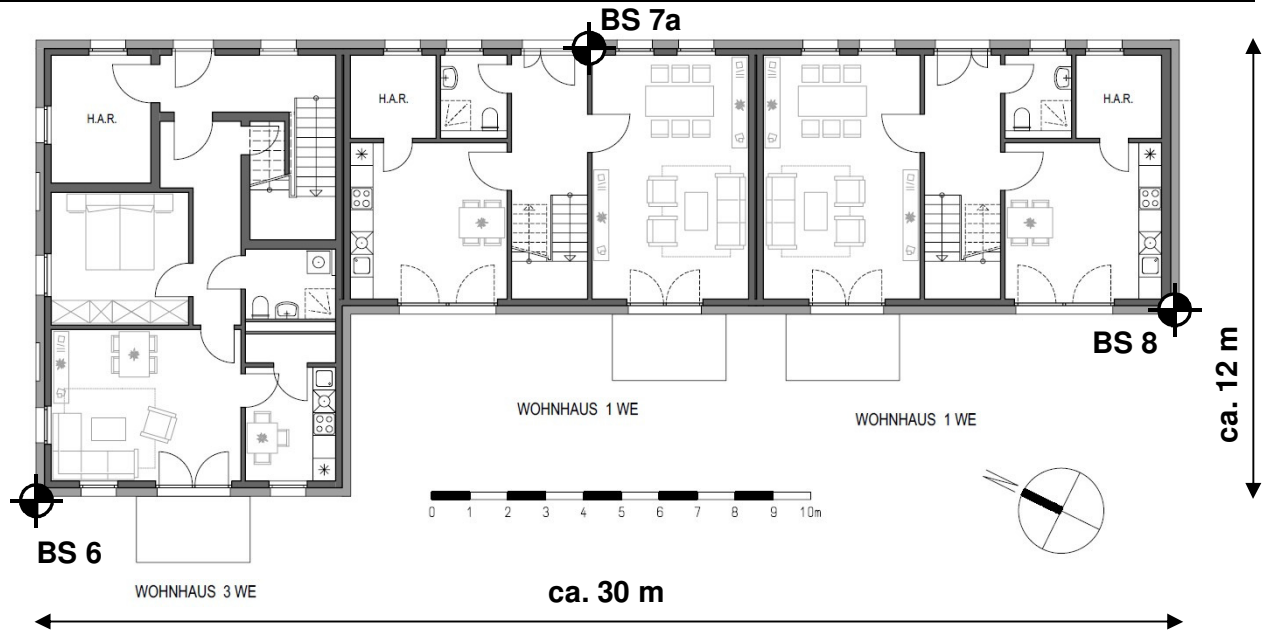 BS 7a
H.A.R.
H.A.R.
H.A.R.
BS 8
ca. 12 m
WOHNHAUS 1 WE
WOHNHAUS 1 WE
N
0 1 2 3 4 5 6 7 8 9 10m
BS 6
WOHNHAUS 3 WE
ca. 30 m